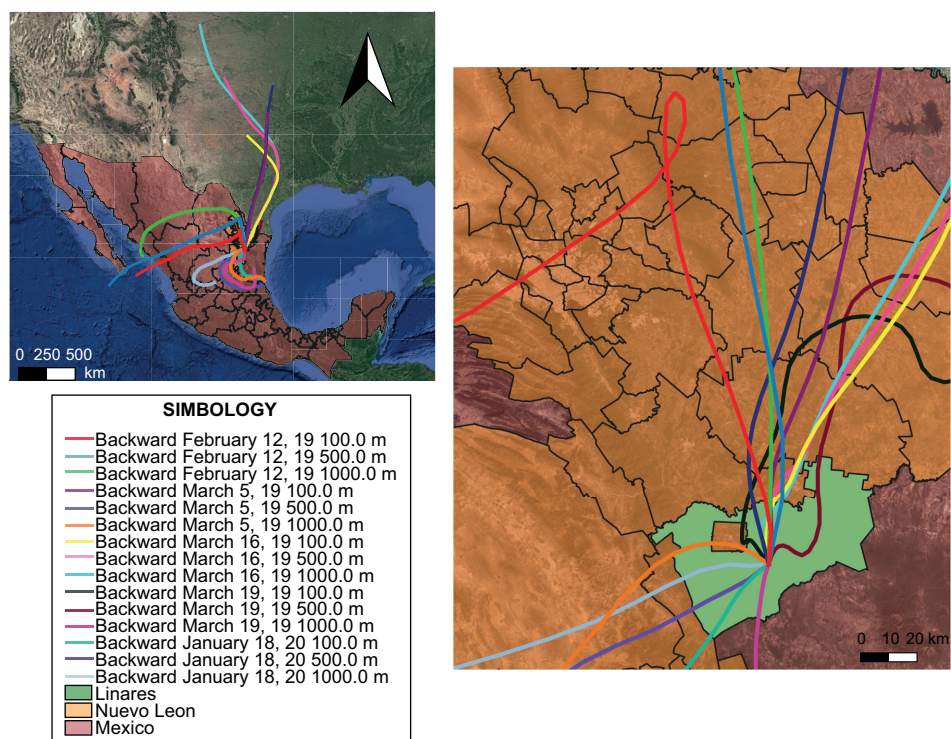 0 250 500
km
SIMBOLOGY
Backward February 12, 19 100.0 m
Backward February 12, 19 500.0 m
Backward February 12, 19 1000.0 m
Backward March 5, 19 100.0 m
Backward March 5, 19 500.0 m
Backward March 5, 19 1000.0 m
Backward March 16, 19 100.0 m
Backward March 16, 19 500.0 m
Backward March 16, 19 1000.0 m
Backward March 19, 19 100.0 m
Backward March 19, 19 500.0 m
Backward March 19, 19 1000.0 m
Backward January 18, 20 100.0 m
Backward January 18, 20 500.0 m
Backward January 18, 20 1000.0 m
Linares
Nuevo Leon
Mexico
0 10 20 km